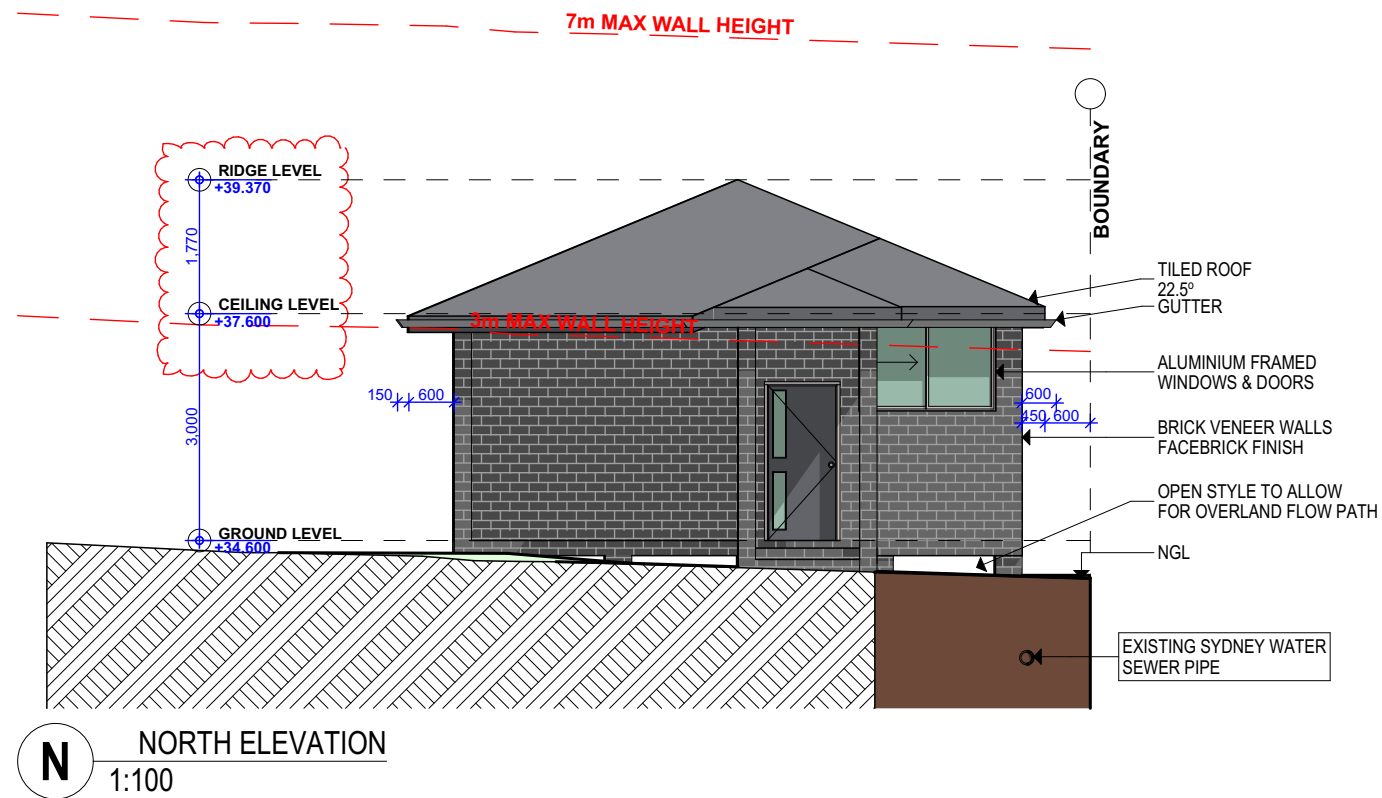 7m MAX WALL HEIGHT
BOUNDARY
RIDGE LEVEL
+39.370
1,770
CEILING LEVEL
+37.600
3m MAX WALL HEIGHT
3,000
150
600
GROUND LEVEL
+34.600
600
450
600
TILED ROOF
22.5º
GUTTER
ALUMINIUM FRAMED
WINDOWS & DOORS
BRICK VENEER WALLS
FACEBRICK FINISH
OPEN STYLE TO ALLOW
FOR OVERLAND FLOW PATH
NGL
EXISTING SYDNEY WATER
SEWER PIPE
N
NORTH ELEVATION
1:100